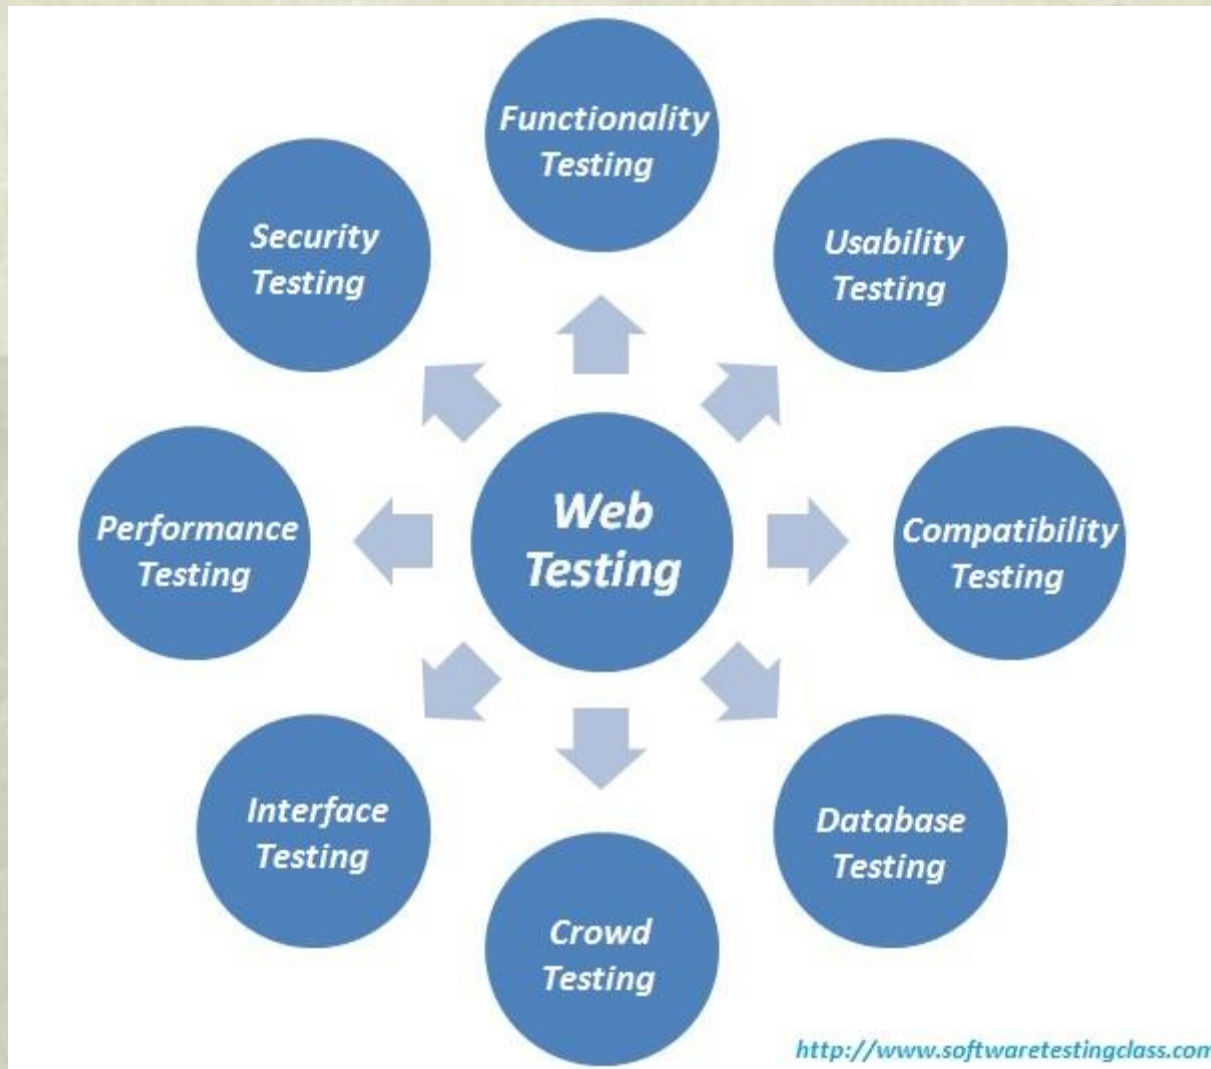 Functionality
Testing
Security
Testing
Usability
Testing
Performance
Testing
Web
Testing
Compatibility
Testing
Interface
Testing
Database
Testing
Crowd
Testing
http://www.softwaretestingclass.com